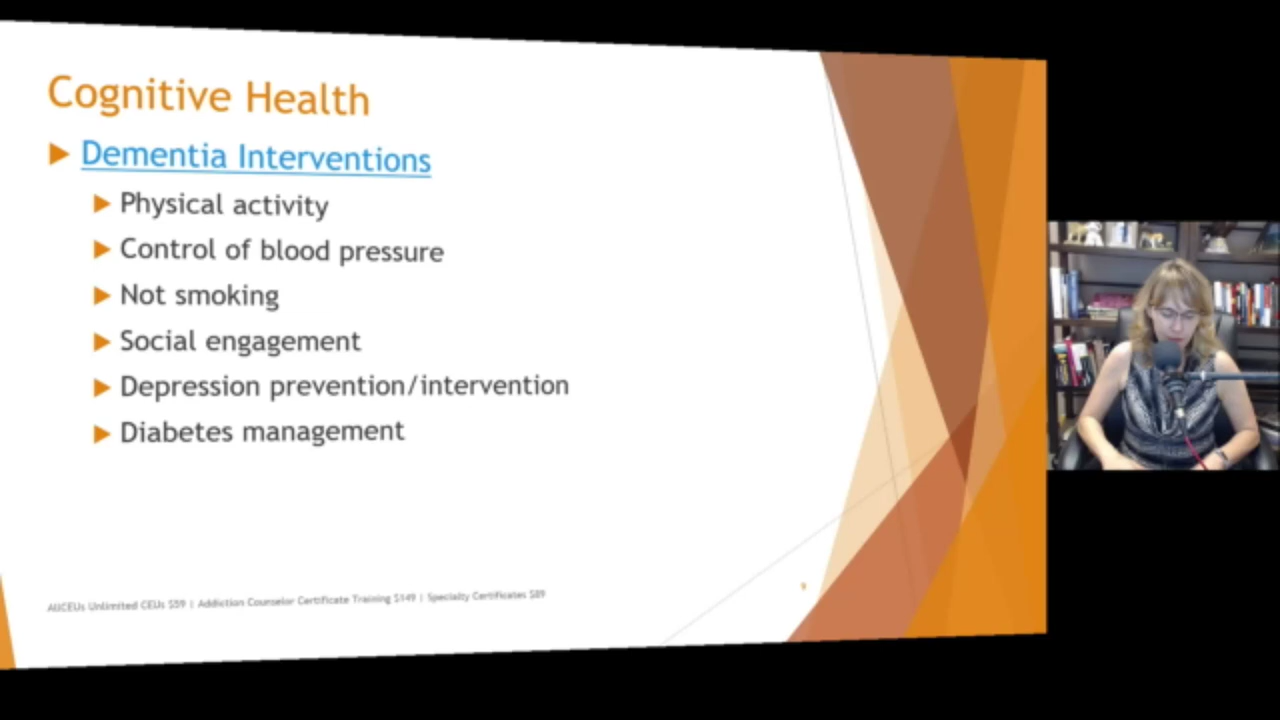 Cognitive Health
Dementia Interventions
Physical activity
Control of blood pressure
Not smoking
Social engagement
Depression prevention/intervention
Diabetes management
AllCEUs Unlimited CEUs $59 | Addiction Counselor Certificate Training $149 | Specialty Certificates $89